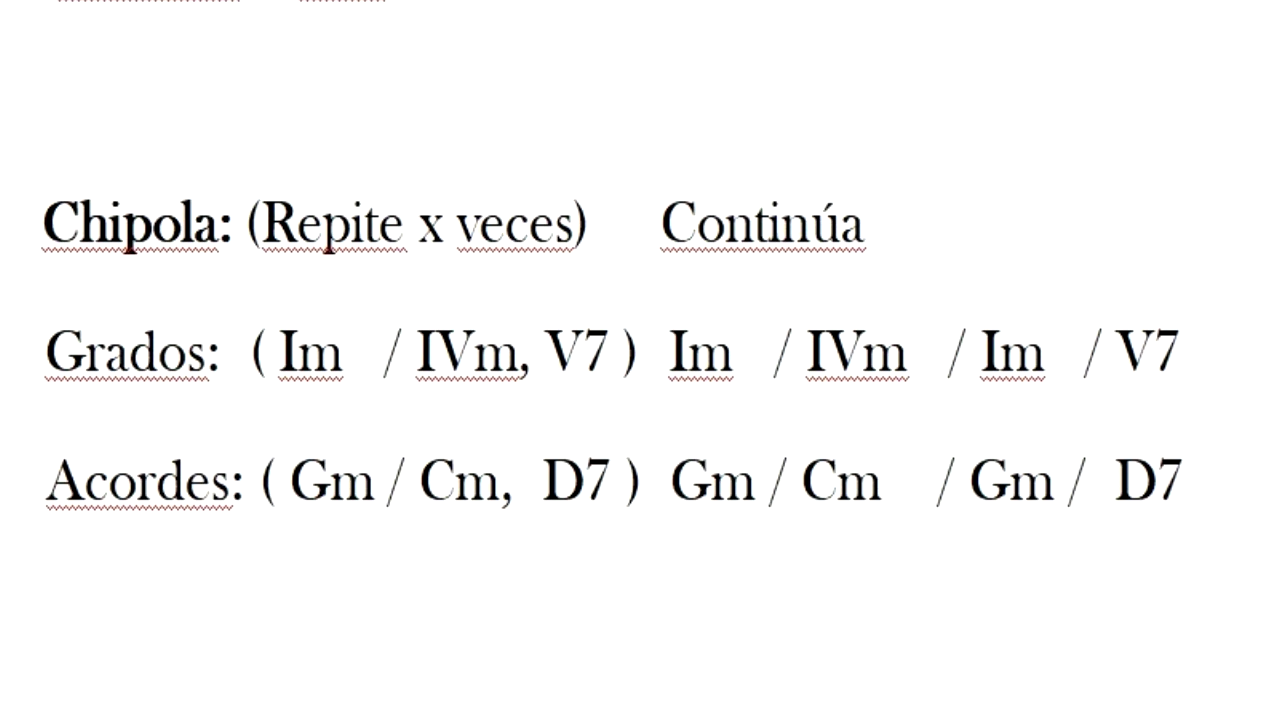 Chipola: (Repite x veces) Continúa
Grados: ( Im / IVm, V7 ) Im / IVm / Im / V7
Acordes: ( Gm / Cm, D7 ) Gm / Cm / Gm / D7